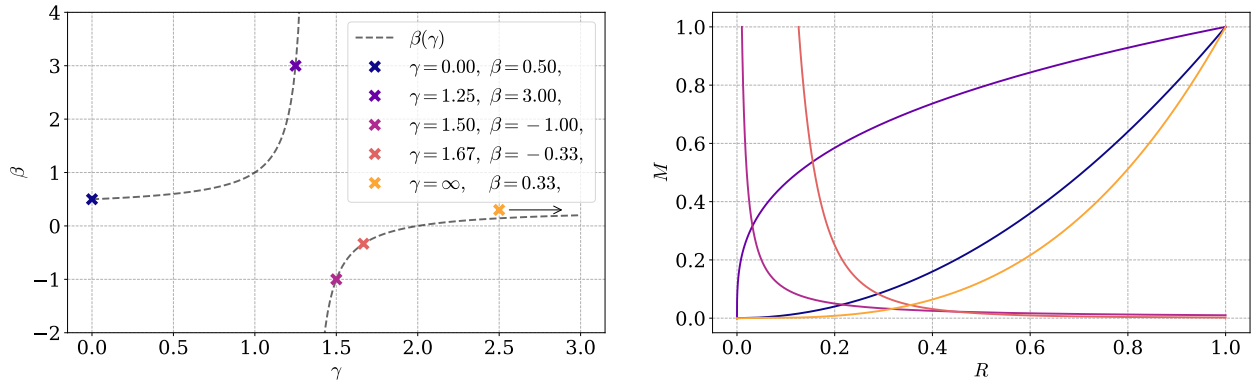 4
3
2
1
0
−1
−2
β
0.0 0.5 1.0 1.5 2.0 2.5 3.0
γ
β(γ)
γ = 0.00, β = 0.50,
γ = 1.25, β = 3.00,
γ = 1.50, β = − 1.00,
γ = 1.67, β = − 0.33,
γ = ∞, β = 0.33,
1.0
0.8
0.6
0.4
0.2
0.0
M
0.0 0.2 0.4 0.6 0.8 1.0
R